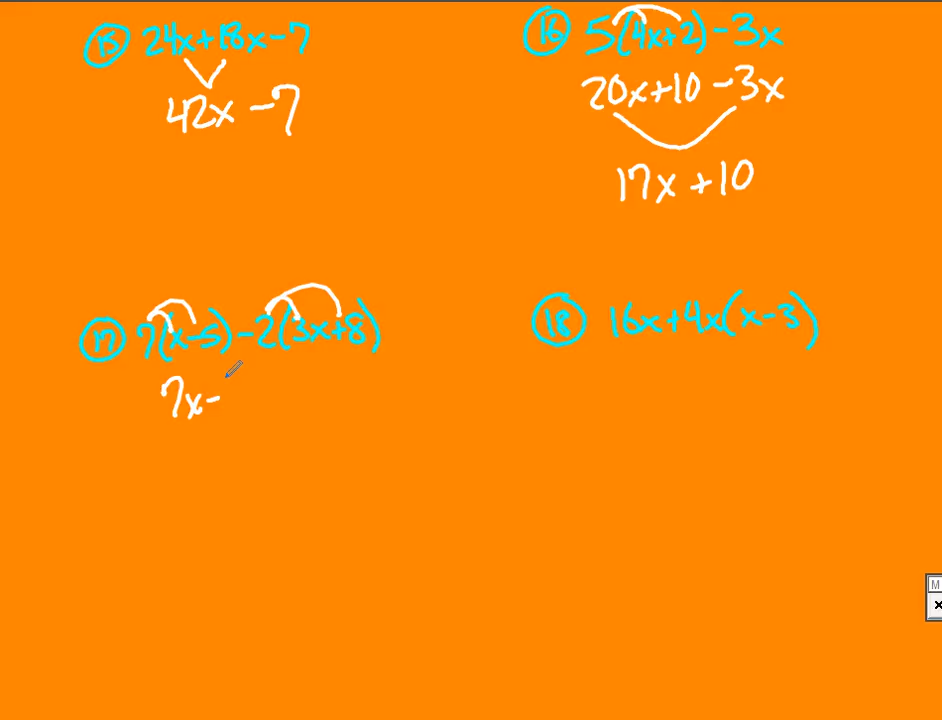 15 24x+18x-7
42x-7
16 5(4x+2)-3x
20x+10-3x
17x+10
17 7(x-5)-2(3x+8)
7x-
18 16x+4x(x-3)
M